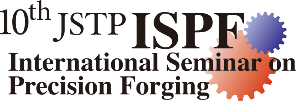 10th JSTP ISPF
International Seminar on
Precision Forging